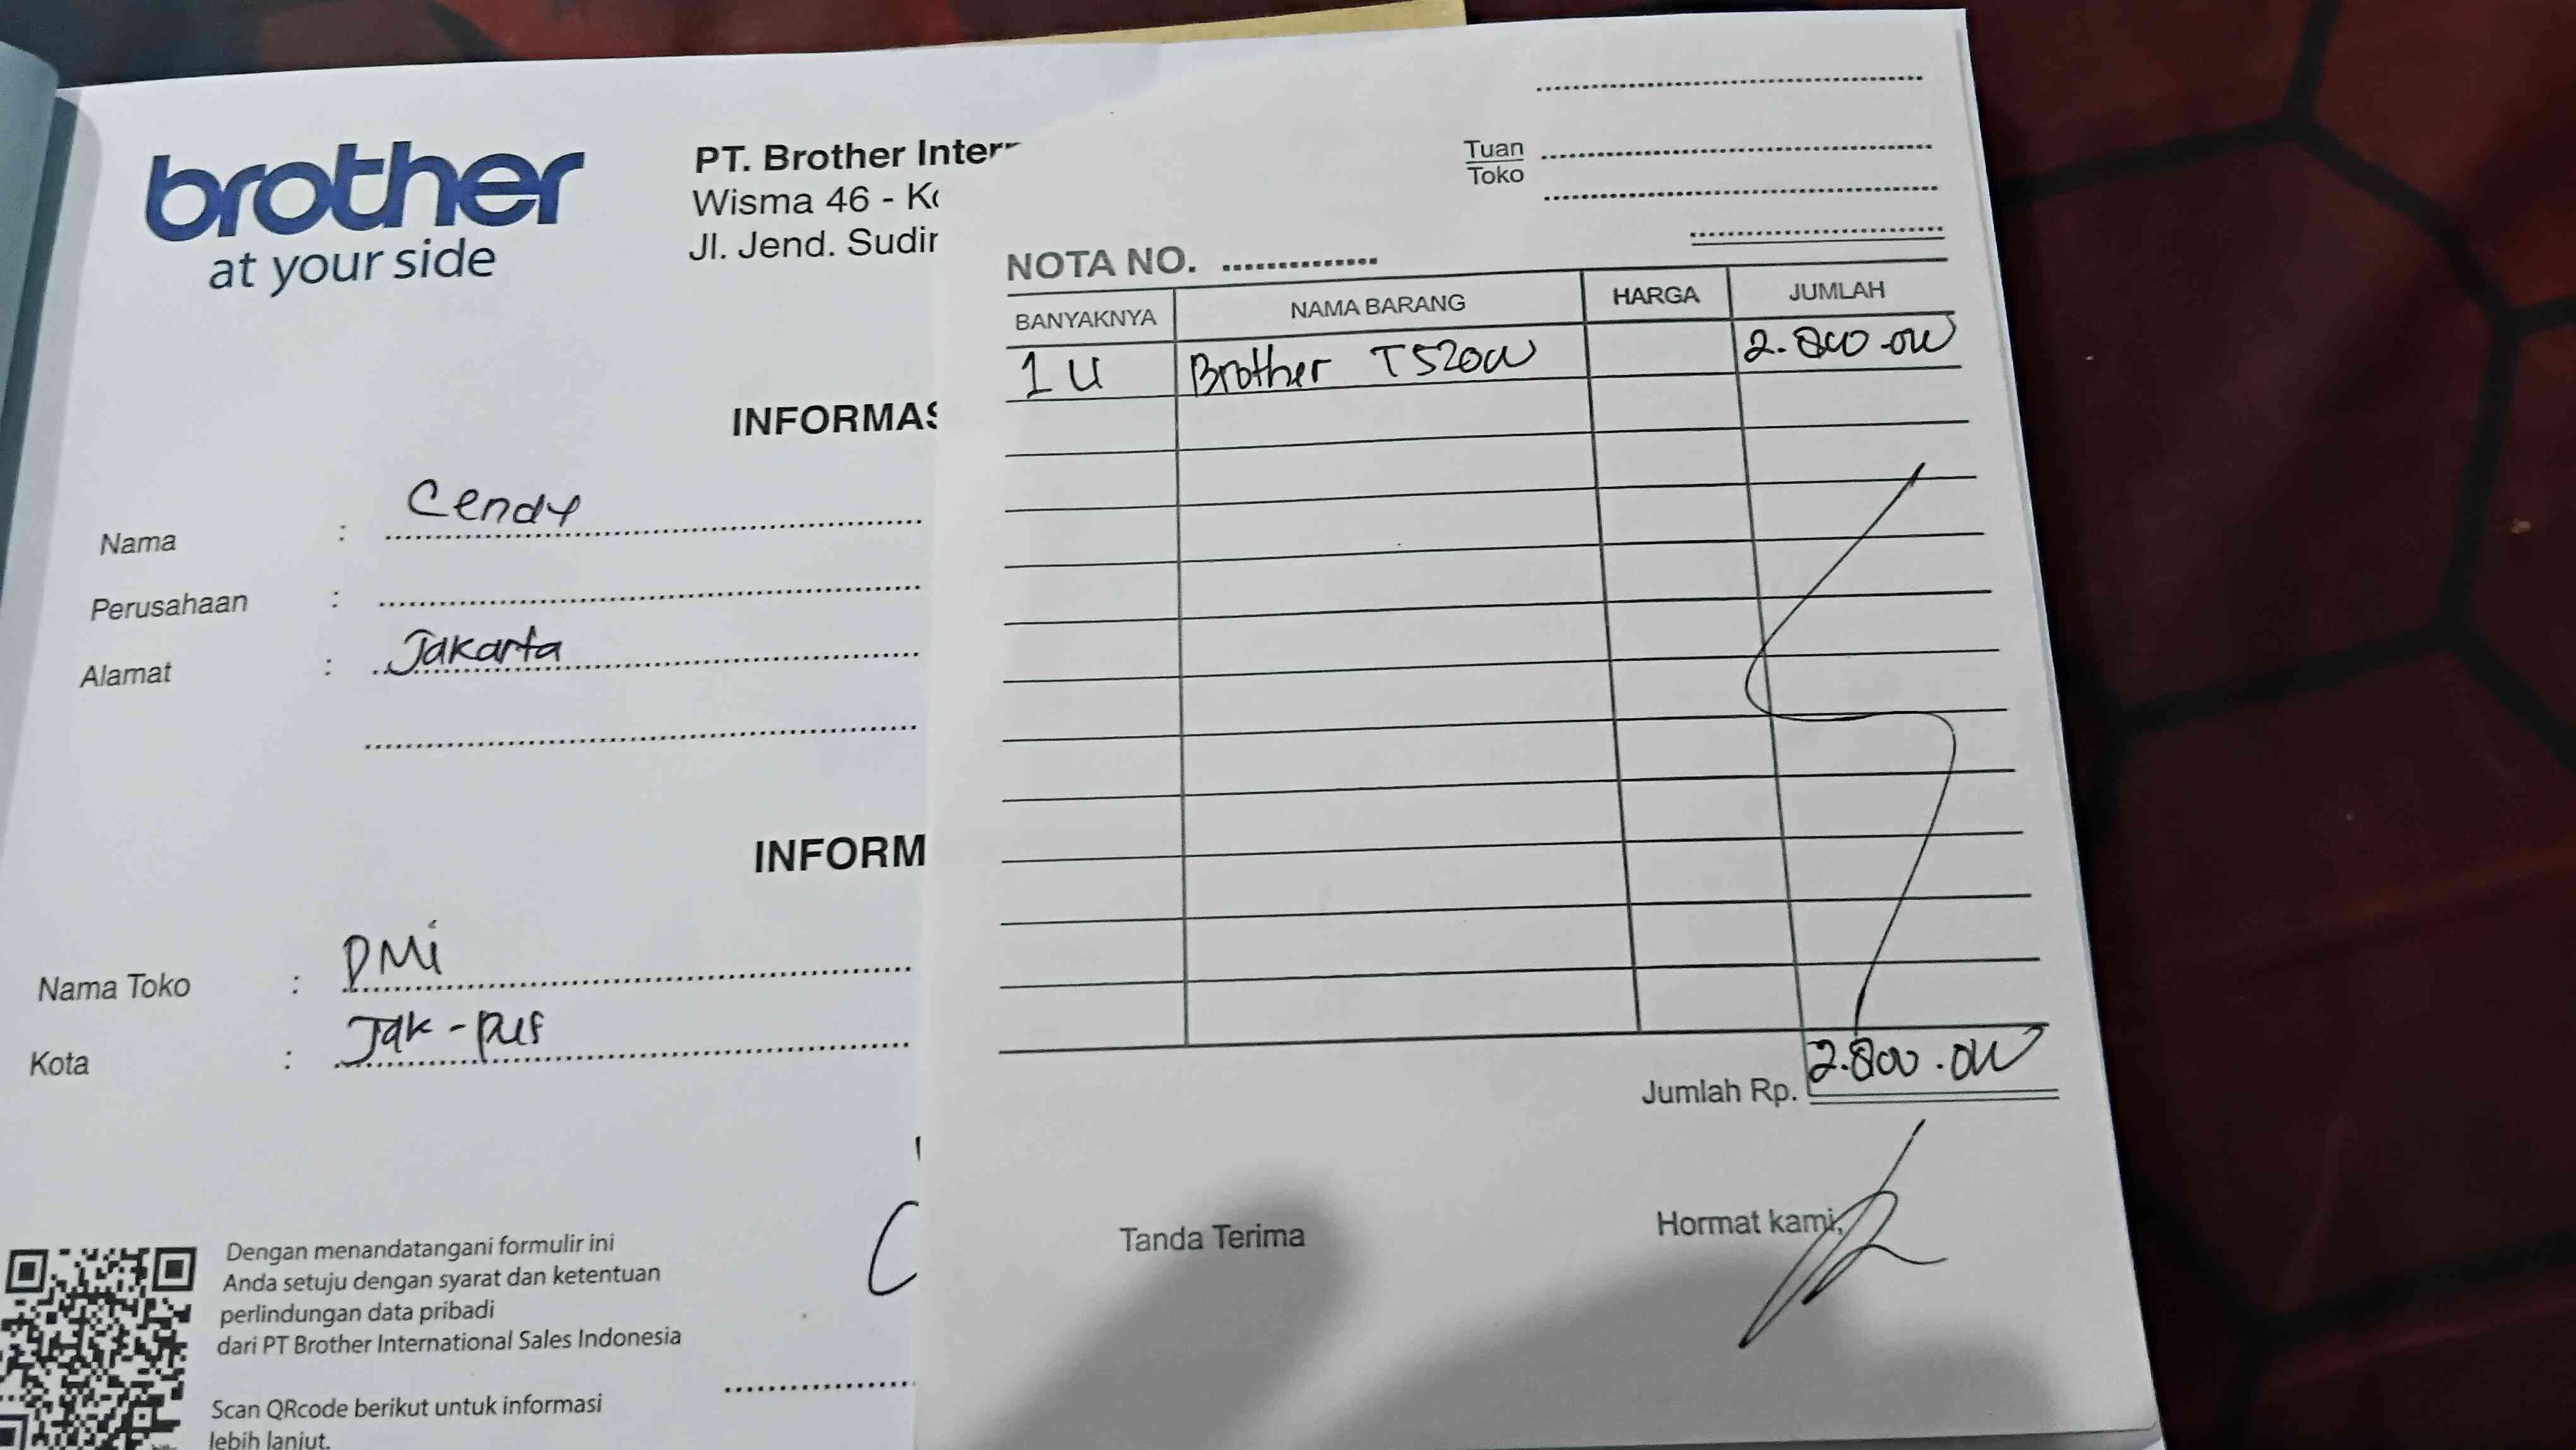 brother
at your side
PT. Brother Inter
Wisma 46 - Ko
Jl. Jend. Sudir
INFORMAS
Nama : Cendy
Perusahaan :
Alamat : Jakarta
INFORM
Nama Toko : PMi
Kota : Jak - pus
Dengan menandatangani formulir ini
Anda setuju dengan syarat dan ketentuan
perlindungan data pribadi
dari PT Brother International Sales Indonesia
Scan QRcode berikut untuk informasi
lebih lanjut.
Tuan
Toko
NOTA NO.
BANYAKNYA NAMA BARANG HARGA JUMLAH
1 U Brother T520W 2.800.000
Jumlah Rp. 2.800.000
Tanda Terima Hormat kami,